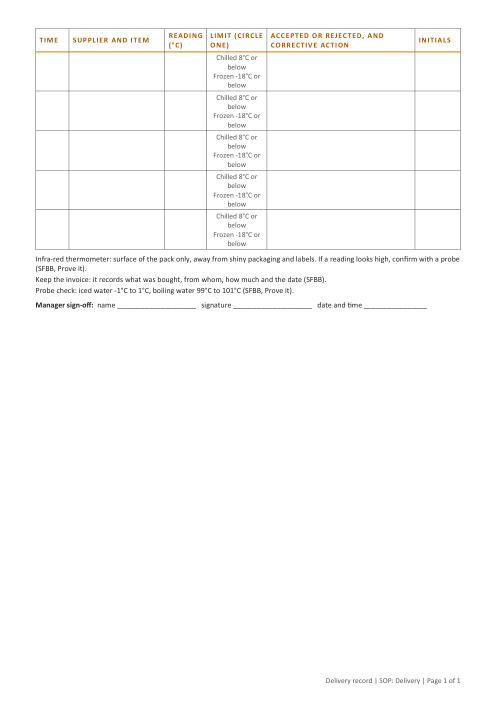 TIME SUPPLIER AND ITEM READING (°C) LIMIT (CIRCLE ONE) ACCEPTED OR REJECTED, AND CORRECTIVE ACTION INITIALS
Chilled 8°C or
below
Frozen -18°C or
below
Chilled 8°C or
below
Frozen -18°C or
below
Chilled 8°C or
below
Frozen -18°C or
below
Chilled 8°C or
below
Frozen -18°C or
below
Chilled 8°C or
below
Frozen -18°C or
below
Infra-red thermometer: surface of the pack only, away from shiny packaging and labels. If a reading looks high, confirm with a probe
(SFBB, Prove it).
Keep the invoice: it records what was bought, from whom, how much and the date (SFBB).
Probe check: iced water -1°C to 1°C, boiling water 99°C to 101°C (SFBB, Prove it).
Manager sign-off: name ____________________ signature ____________________ date and time ________________
Delivery record | SOP: Delivery | Page 1 of 1